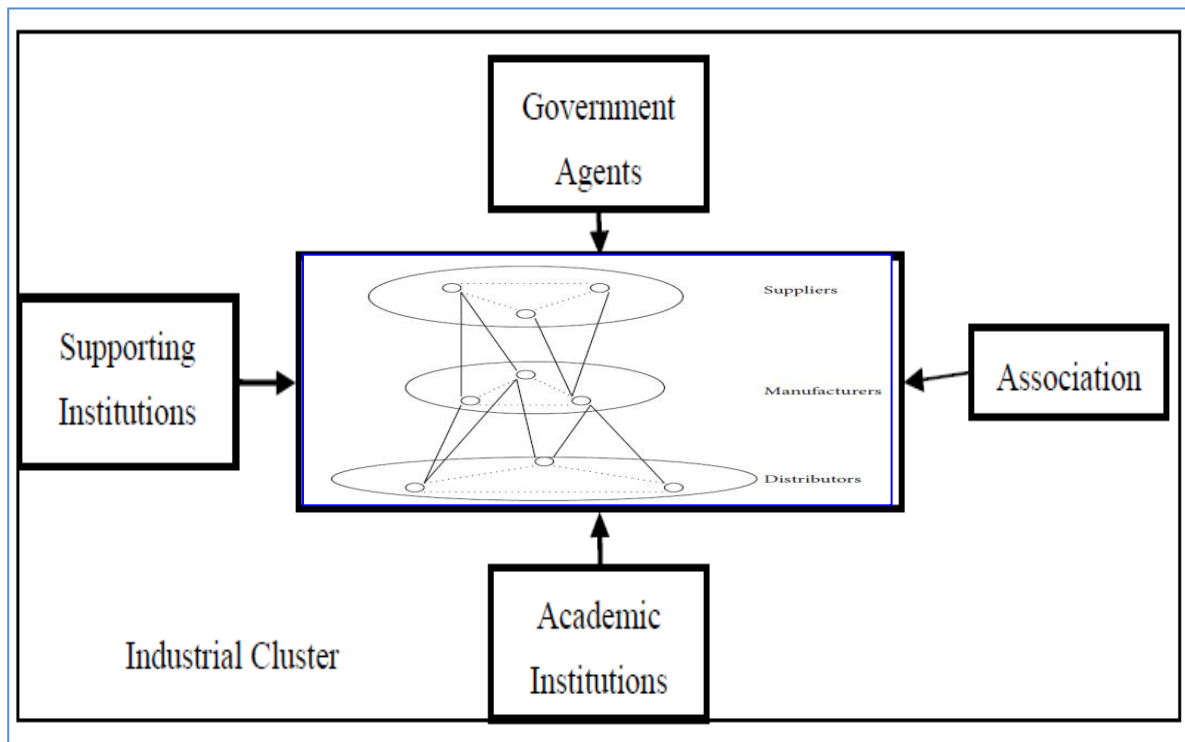 Government
Agents
Suppliers
Supporting
Institutions
Manufacturers
Association
Distributors
Academic
Institutions
Industrial Cluster